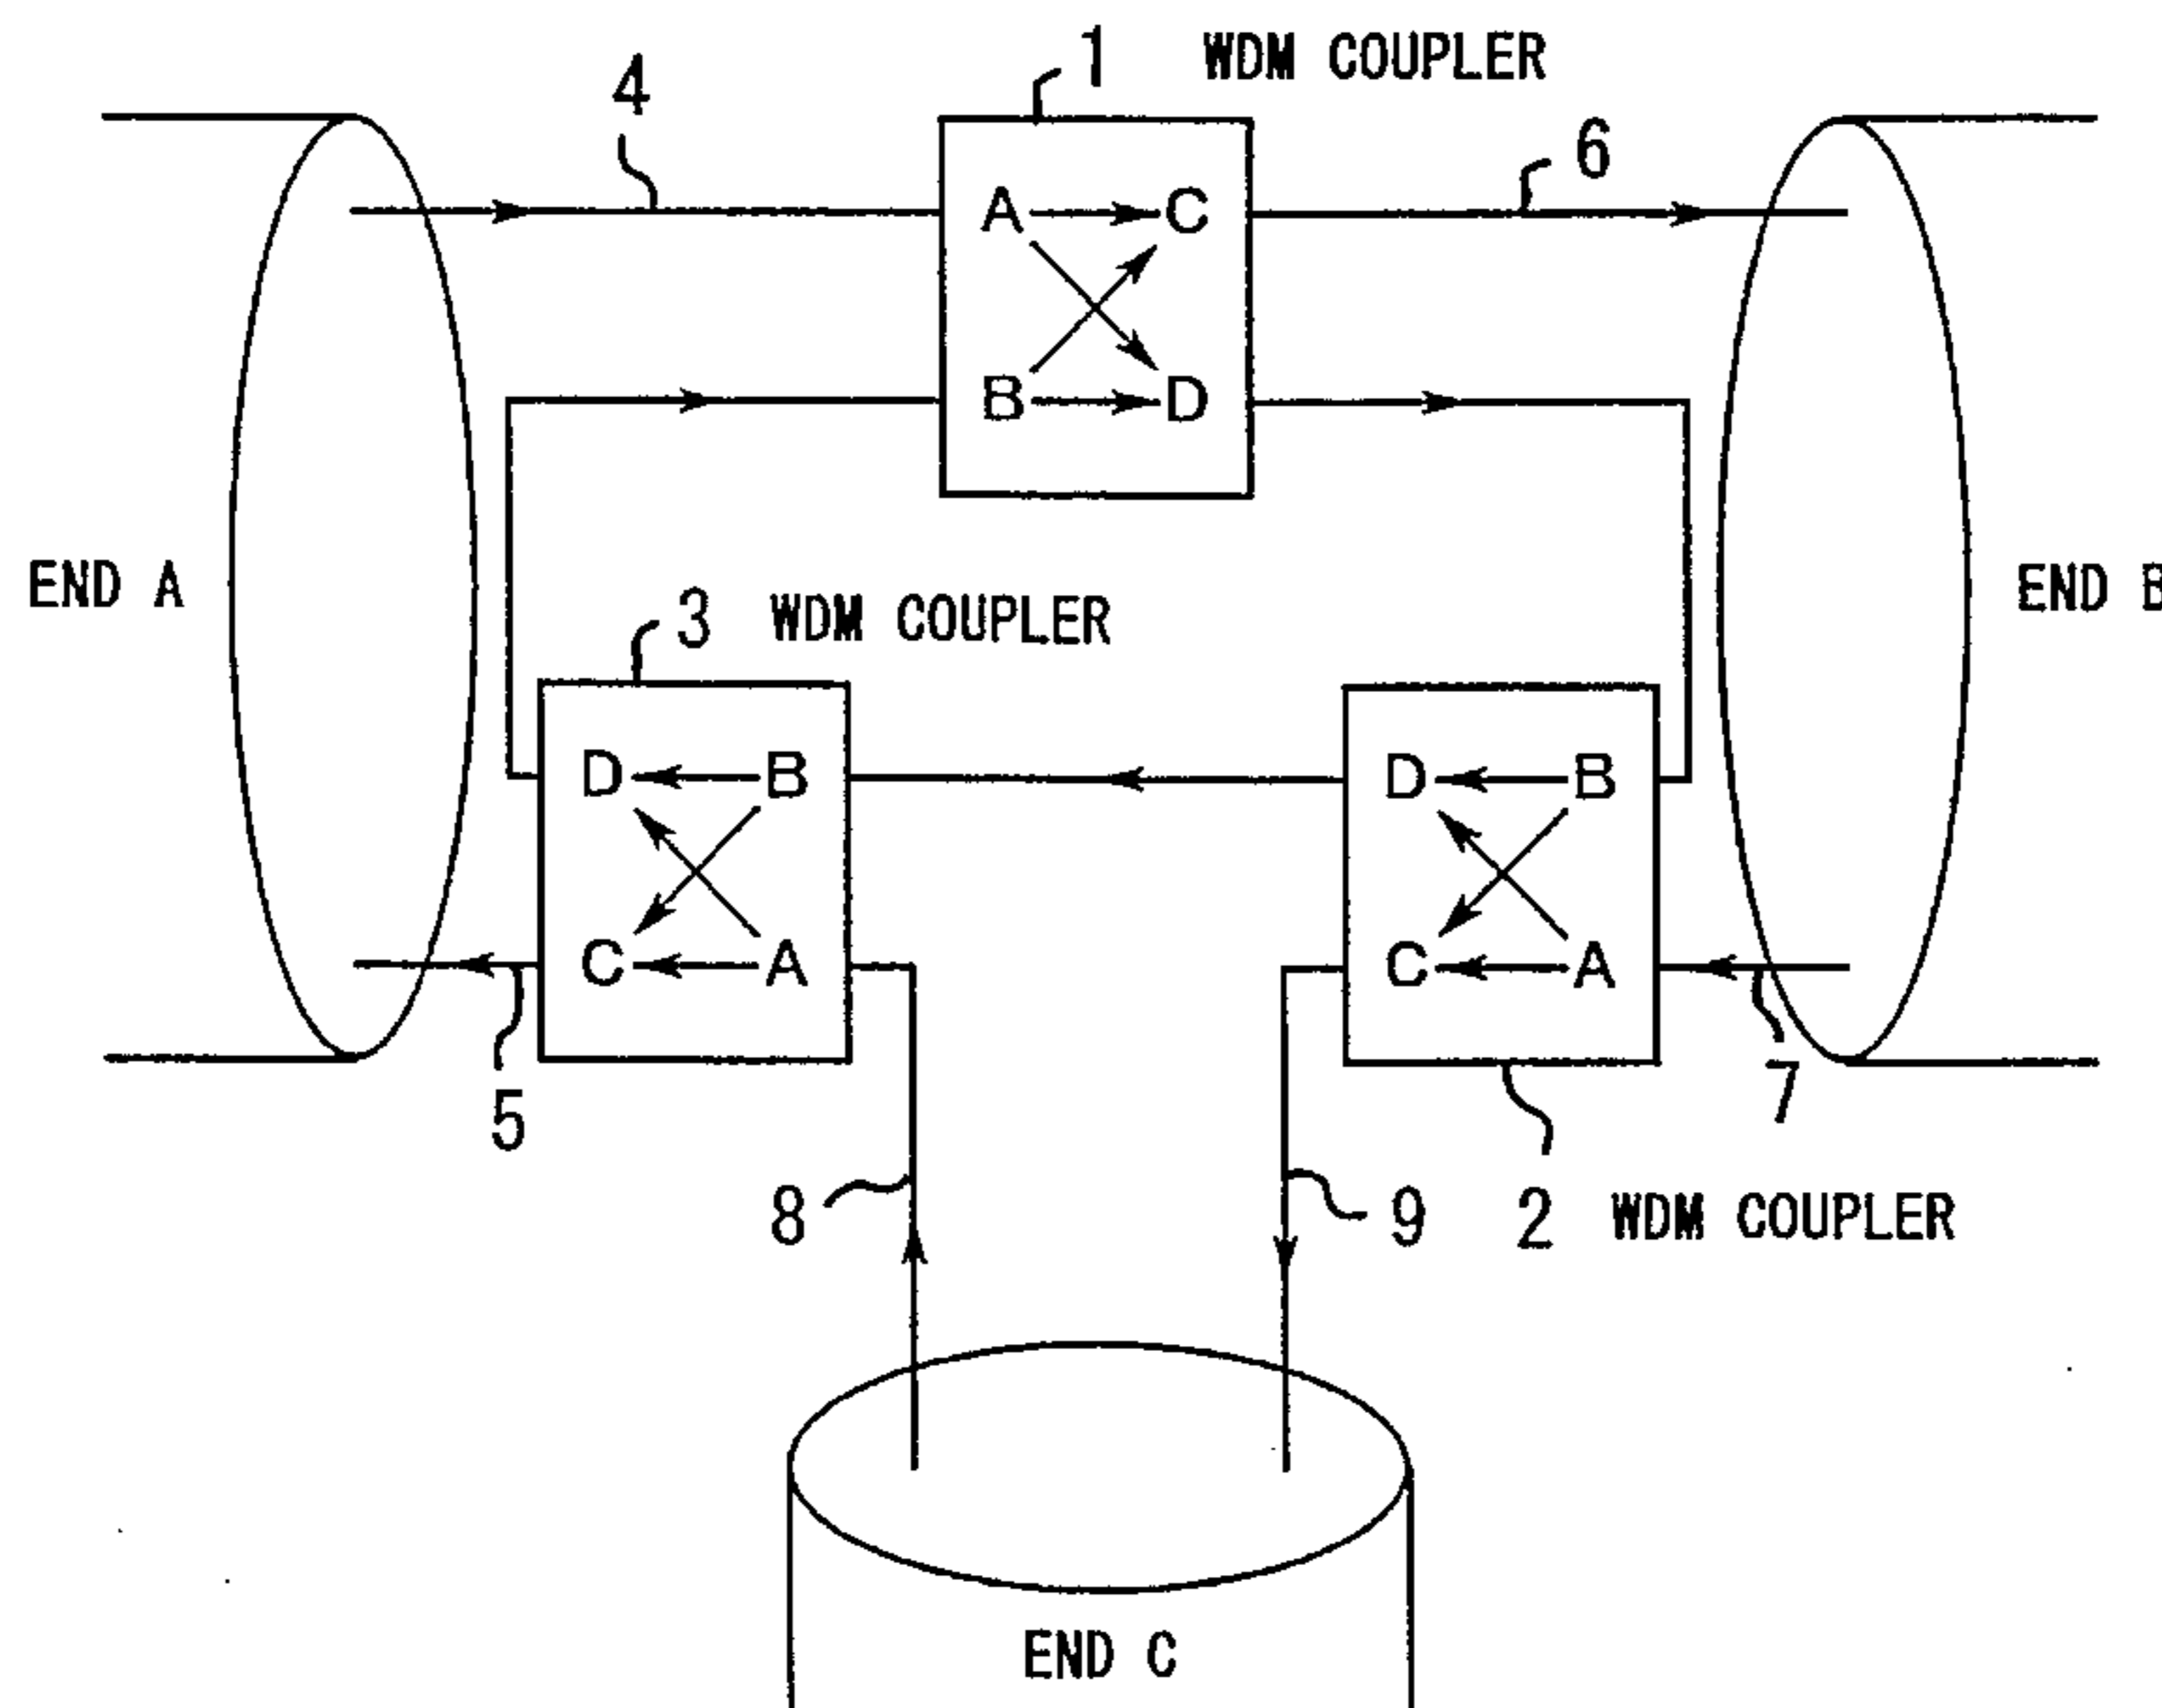 1 WDM COUPLER
4
6
A C
B D
END A
END B
3 WDM COUPLER
D B
C A
D B
C A
5
7
8
9
2 WDM COUPLER
END C